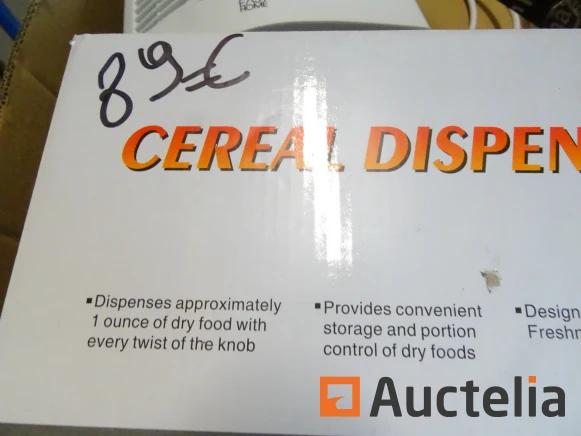 HOME
89€
CEREAL DISPEN
▪Dispenses approximately
1 ounce of dry food with
every twist of the knob
▪Provides convenient
storage and portion
control of dry foods
▪Design
Freshn
Auctelia